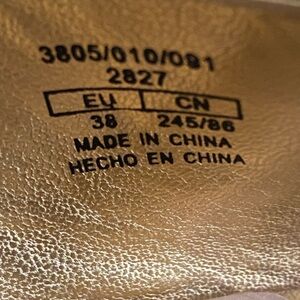 3805/010/091
2827
EU CN
38 245/86
MADE IN CHINA
HECHO EN CHINA